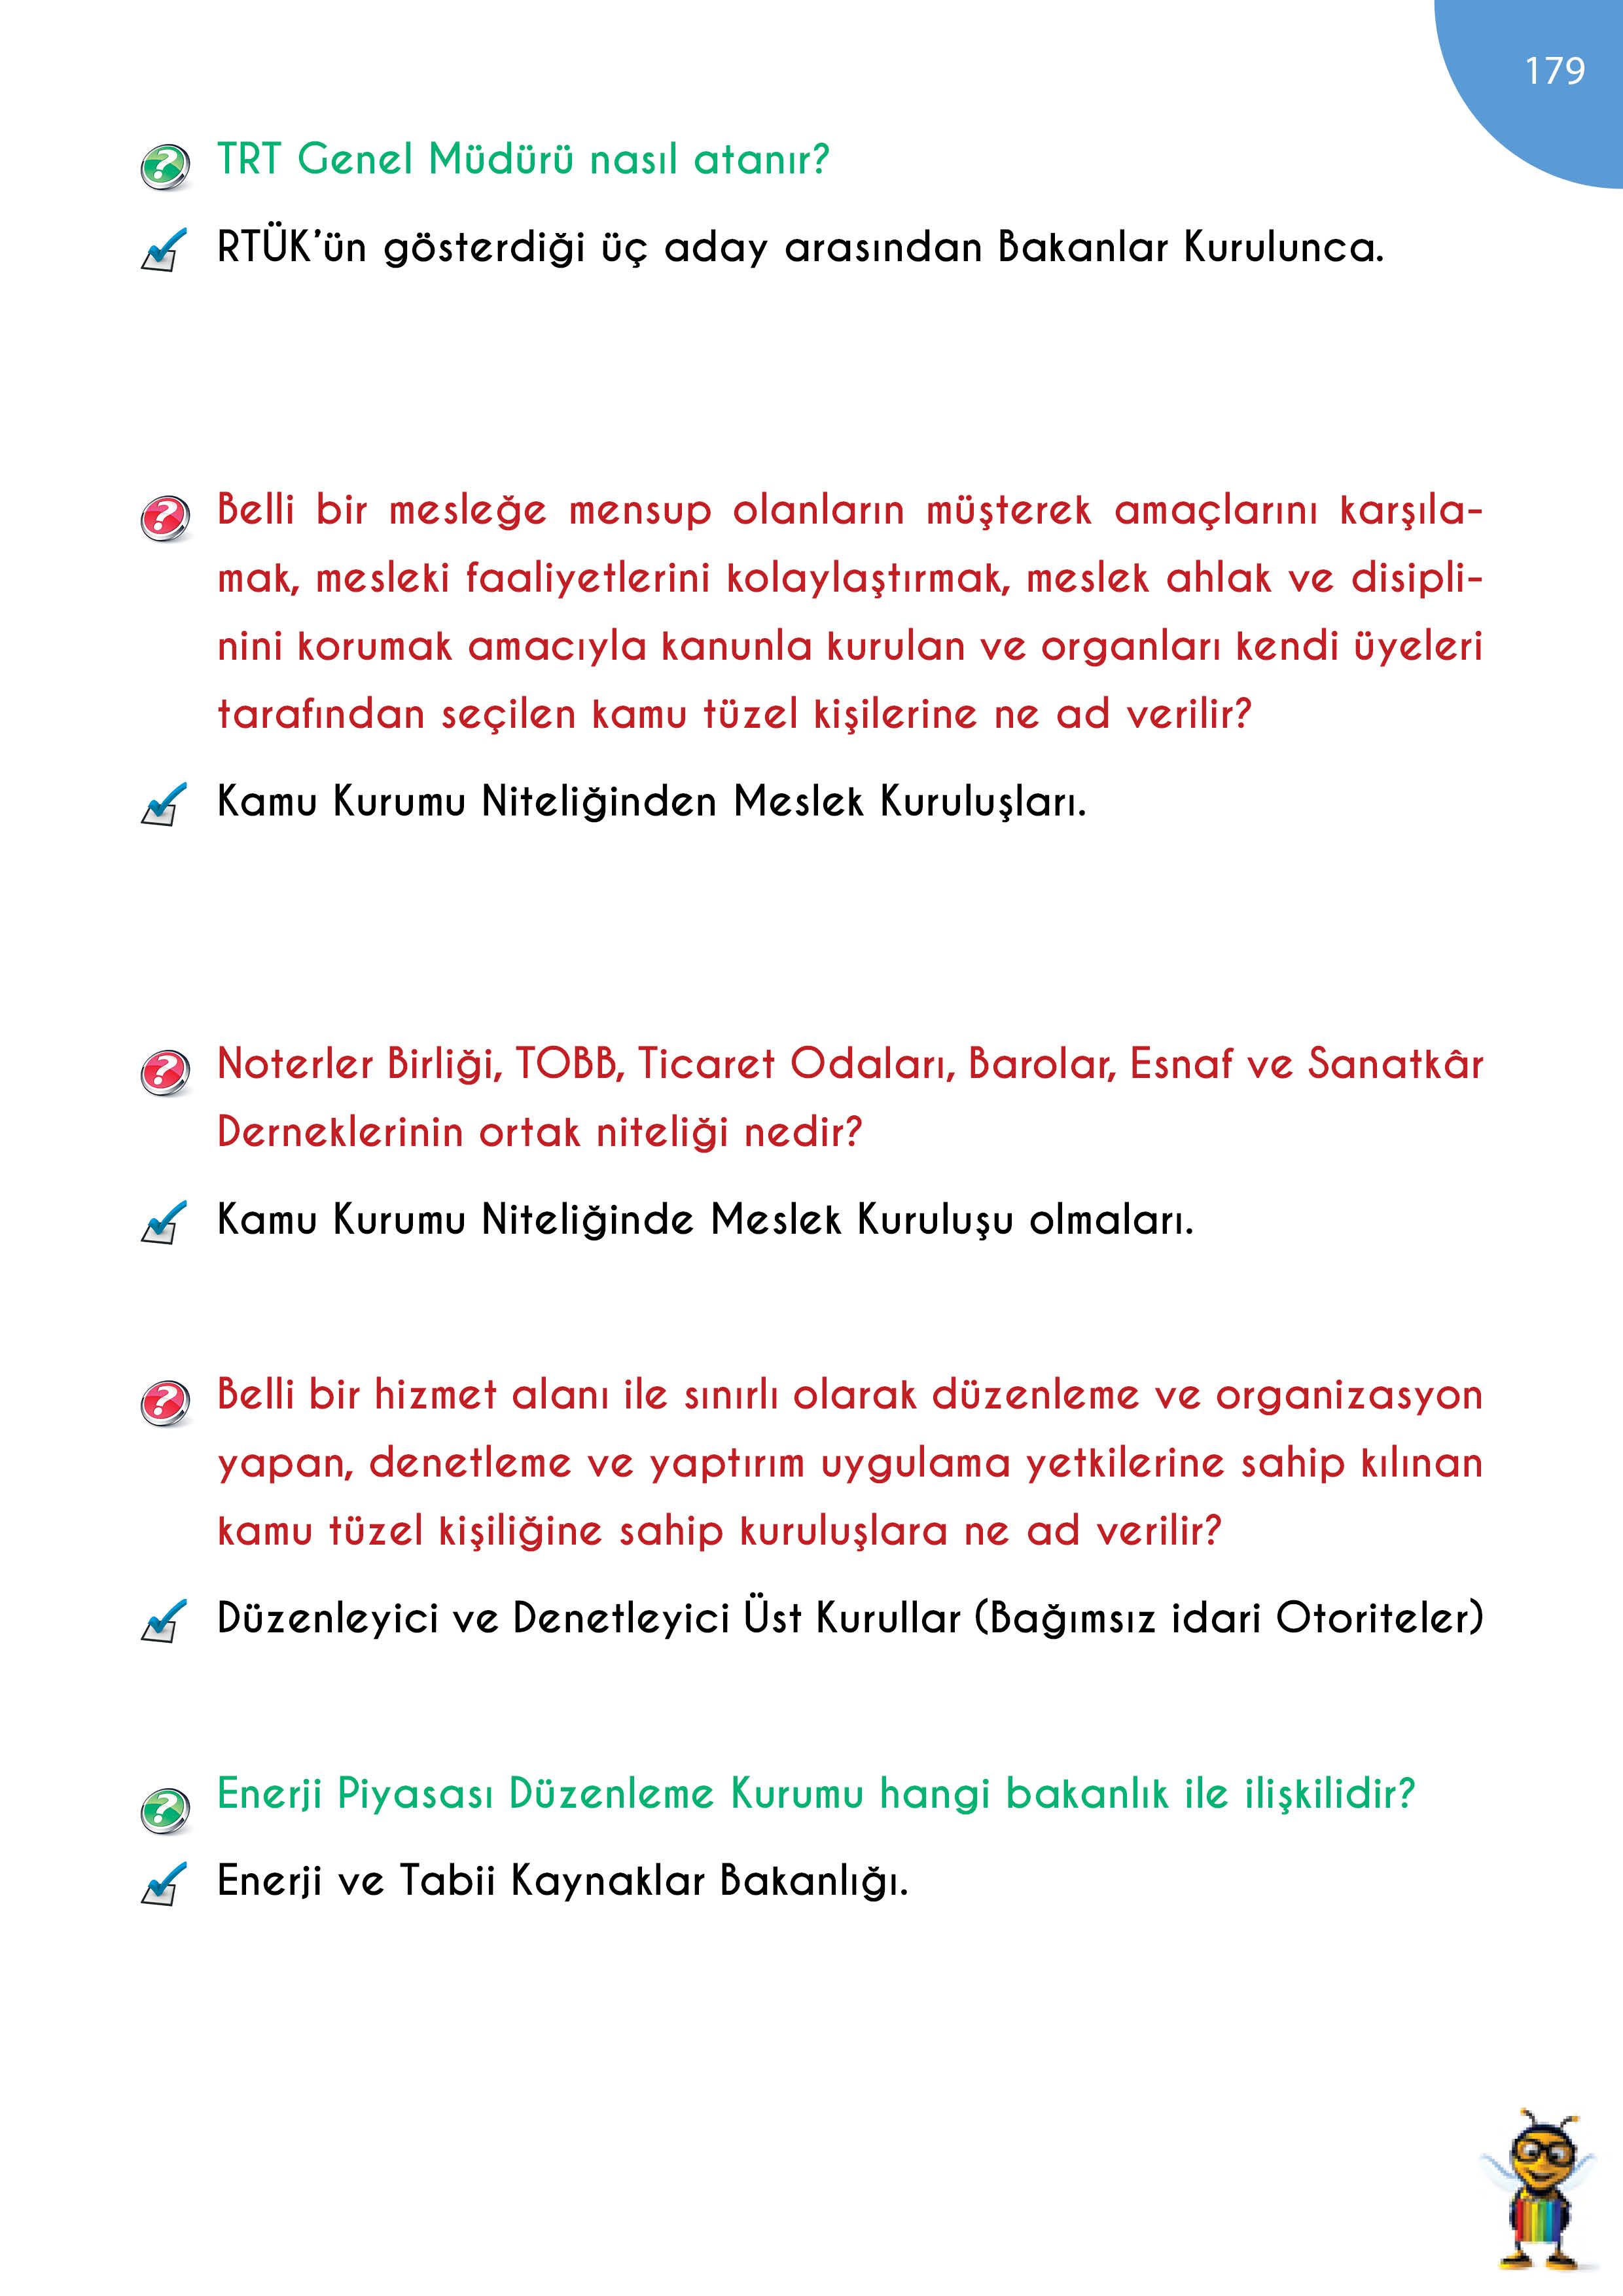 179
TRT Genel Müdürü nasıl atanır?
RTÜK’ün gösterdiği üç aday arasından Bakanlar Kurulunca.
Belli bir mesleğe mensup olanların müşterek amaçlarını karşıla-
mak, mesleki faaliyetlerini kolaylaştırmak, meslek ahlak ve disipli-
nini korumak amacıyla kanunla kurulan ve organları kendi üyeleri
tarafından seçilen kamu tüzel kişilerine ne ad verilir?
Kamu Kurumu Niteliğinden Meslek Kuruluşları.
Noterler Birliği, TOBB, Ticaret Odaları, Barolar, Esnaf ve Sanatkâr
Derneklerinin ortak niteliği nedir?
Kamu Kurumu Niteliğinde Meslek Kuruluşu olmaları.
Belli bir hizmet alanı ile sınırlı olarak düzenleme ve organizasyon
yapan, denetleme ve yaptırım uygulama yetkilerine sahip kılınan
kamu tüzel kişiliğine sahip kuruluşlara ne ad verilir?
Düzenleyici ve Denetleyici Üst Kurullar (Bağımsız idari Otoriteler)
Enerji Piyasası Düzenleme Kurumu hangi bakanlık ile ilişkilidir?
Enerji ve Tabii Kaynaklar Bakanlığı.